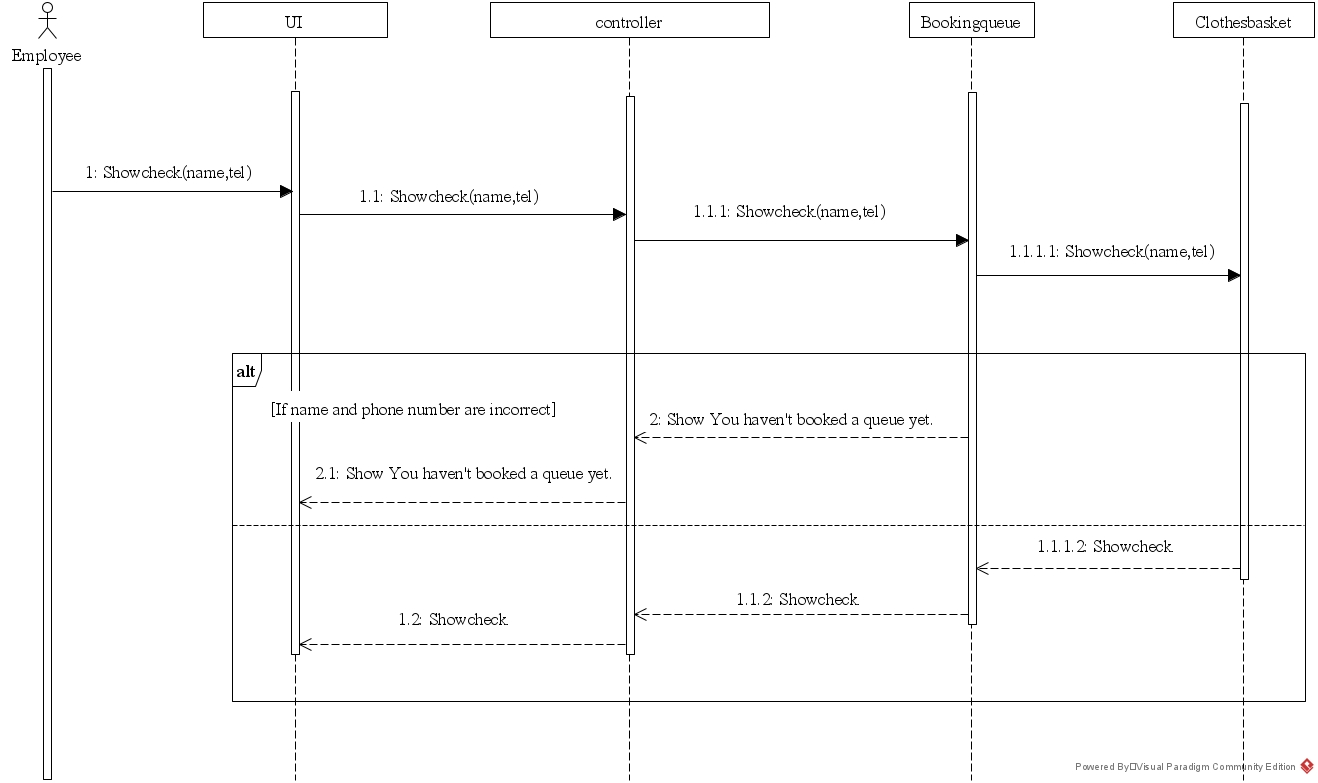 UI
controller
Bookingqueue
Clothesbasket
Employee
1: Showcheck(name,tel)
1.1: Showcheck(name,tel)
1.1.1: Showcheck(name,tel)
1.1.1.1: Showcheck(name,tel)
alt
[If name and phone number are incorrect]
2: Show You haven't booked a queue yet.
2.1: Show You haven't booked a queue yet.
1.1.1.2: Showcheck
1.1.2: Showcheck
1.2: Showcheck
Powered By□Visual Paradigm Community Edition